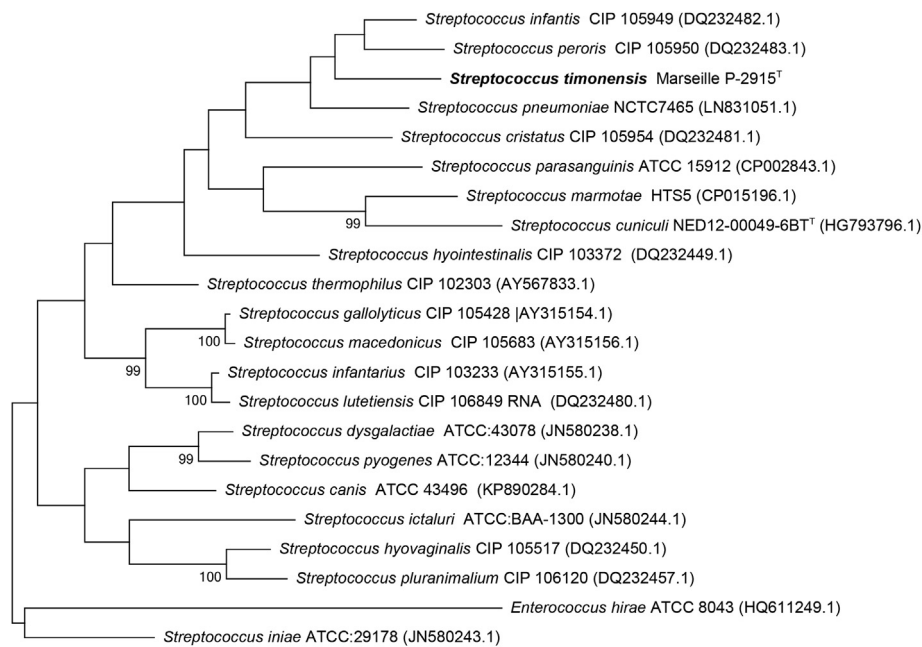 Streptococcus infantis CIP 105949 (DQ232482.1)
Streptococcus peroris CIP 105950 (DQ232483.1)
Streptococcus timonensis Marseille P-2915ᵀ
Streptococcus pneumoniae NCTC7465 (LN831051.1)
Streptococcus cristatus CIP 105954 (DQ232481.1)
Streptococcus parasanguinis ATCC 15912 (CP002843.1)
Streptococcus marmotae HTS5 (CP015196.1)
99
Streptococcus cuniculi NED12-00049-6BTᵀ (HG793796.1)
Streptococcus hyointestinalis CIP 103372 (DQ232449.1)
Streptococcus thermophilus CIP 102303 (AY567833.1)
Streptococcus gallolyticus CIP 105428 |AY315154.1)
100
Streptococcus macedonicus CIP 105683 (AY315156.1)
99
Streptococcus infantarius CIP 103233 (AY315155.1)
100
Streptococcus lutetiensis CIP 106849 RNA (DQ232480.1)
Streptococcus dysgalactiae ATCC:43078 (JN580238.1)
99
Streptococcus pyogenes ATCC:12344 (JN580240.1)
Streptococcus canis ATCC 43496 (KP890284.1)
Streptococcus ictaluri ATCC:BAA-1300 (JN580244.1)
Streptococcus hyovaginalis CIP 105517 (DQ232450.1)
100
Streptococcus pluranimalium CIP 106120 (DQ232457.1)
Enterococcus hirae ATCC 8043 (HQ611249.1)
Streptococcus iniae ATCC:29178 (JN580243.1)